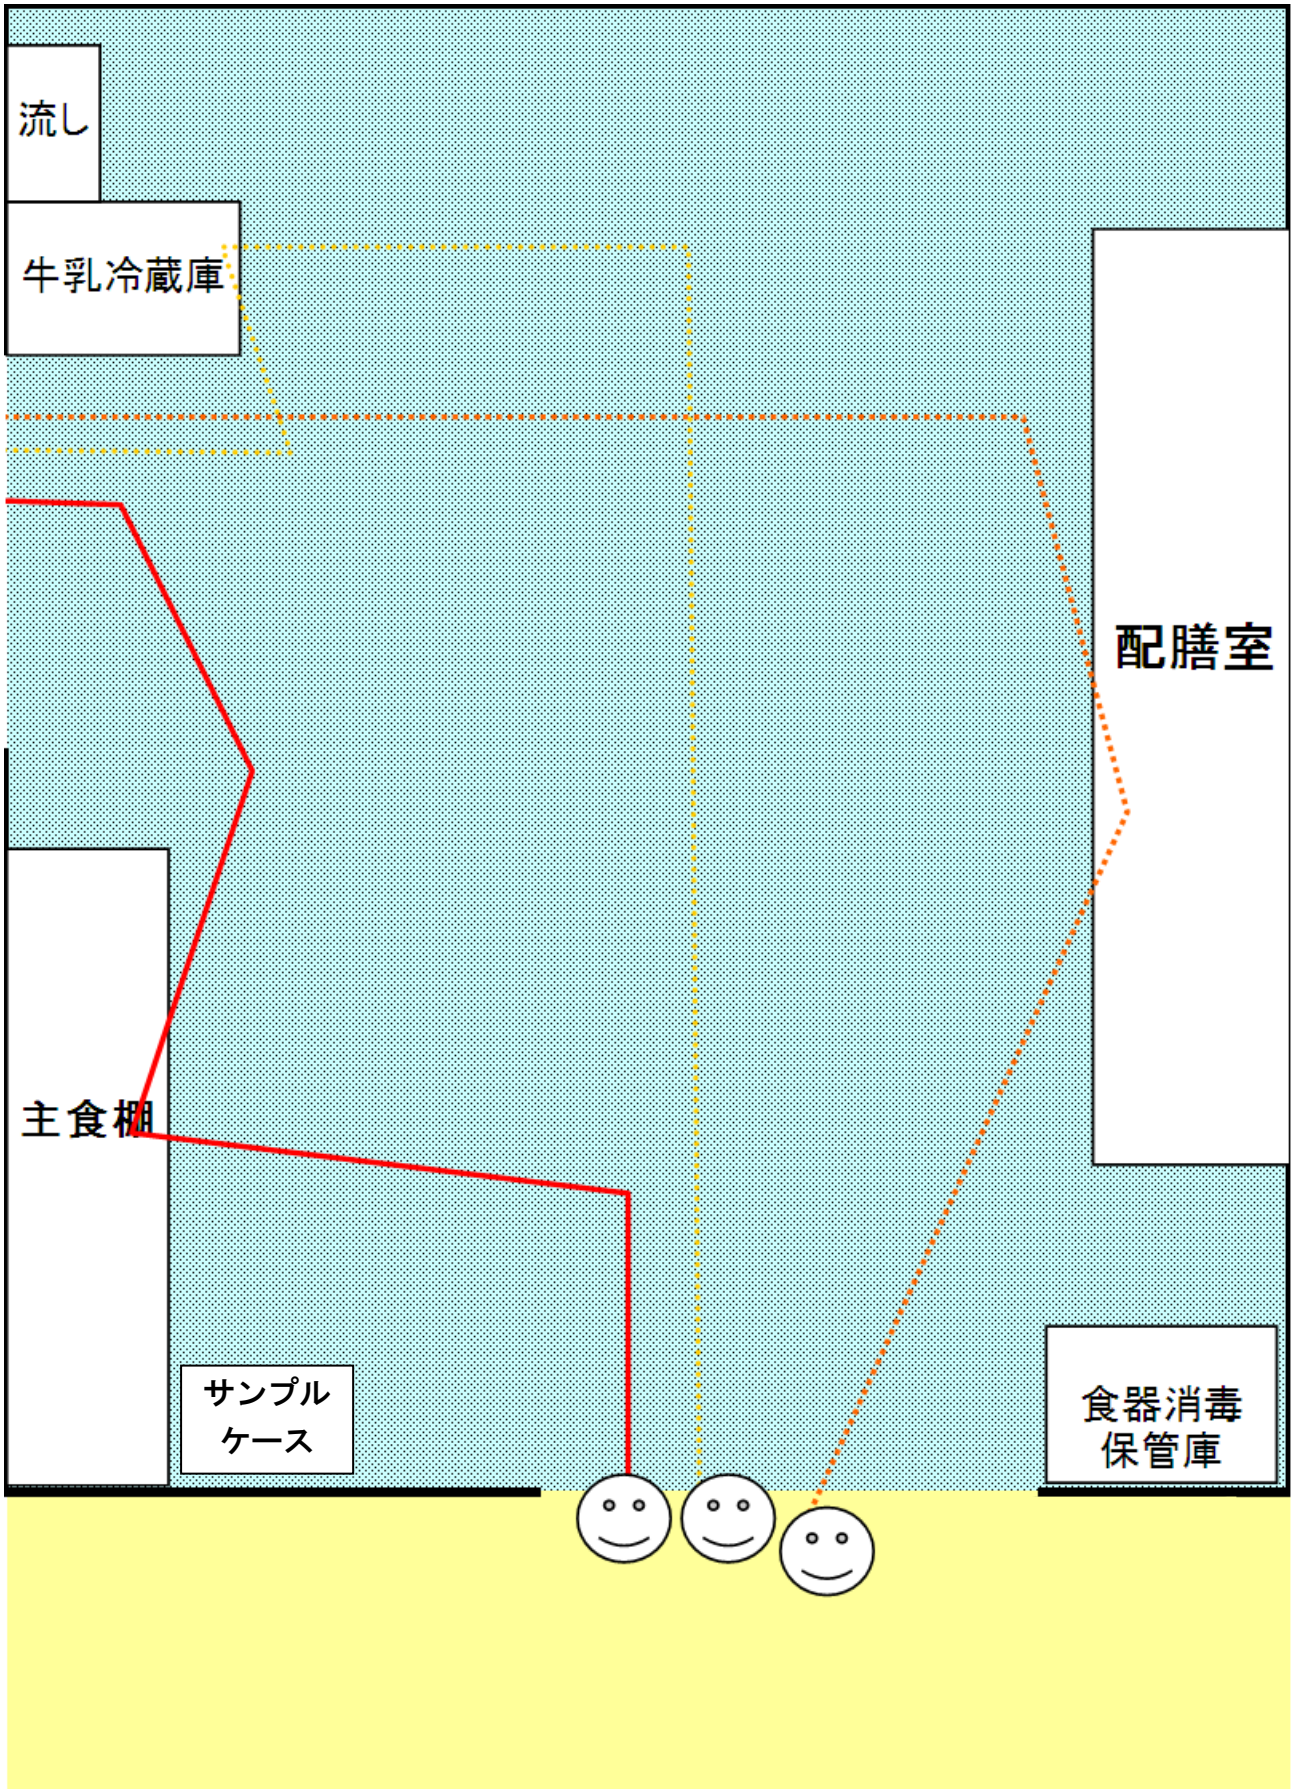 流し
牛乳冷蔵庫
配膳室
主食棚
サンプル
ケース
食器消毒
保管庫